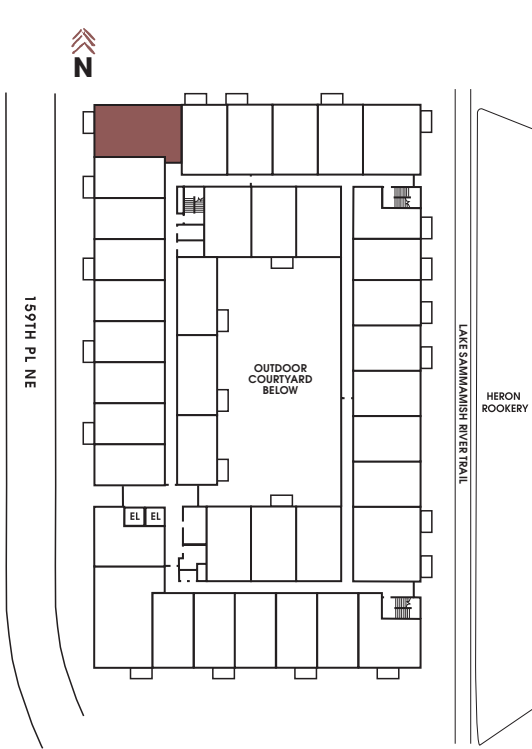 N
159TH PL NE
OUTDOOR
COURTYARD
BELOW
LAKE SAMMAMISH RIVER TRAIL
HERON
ROOKERY
EL
EL